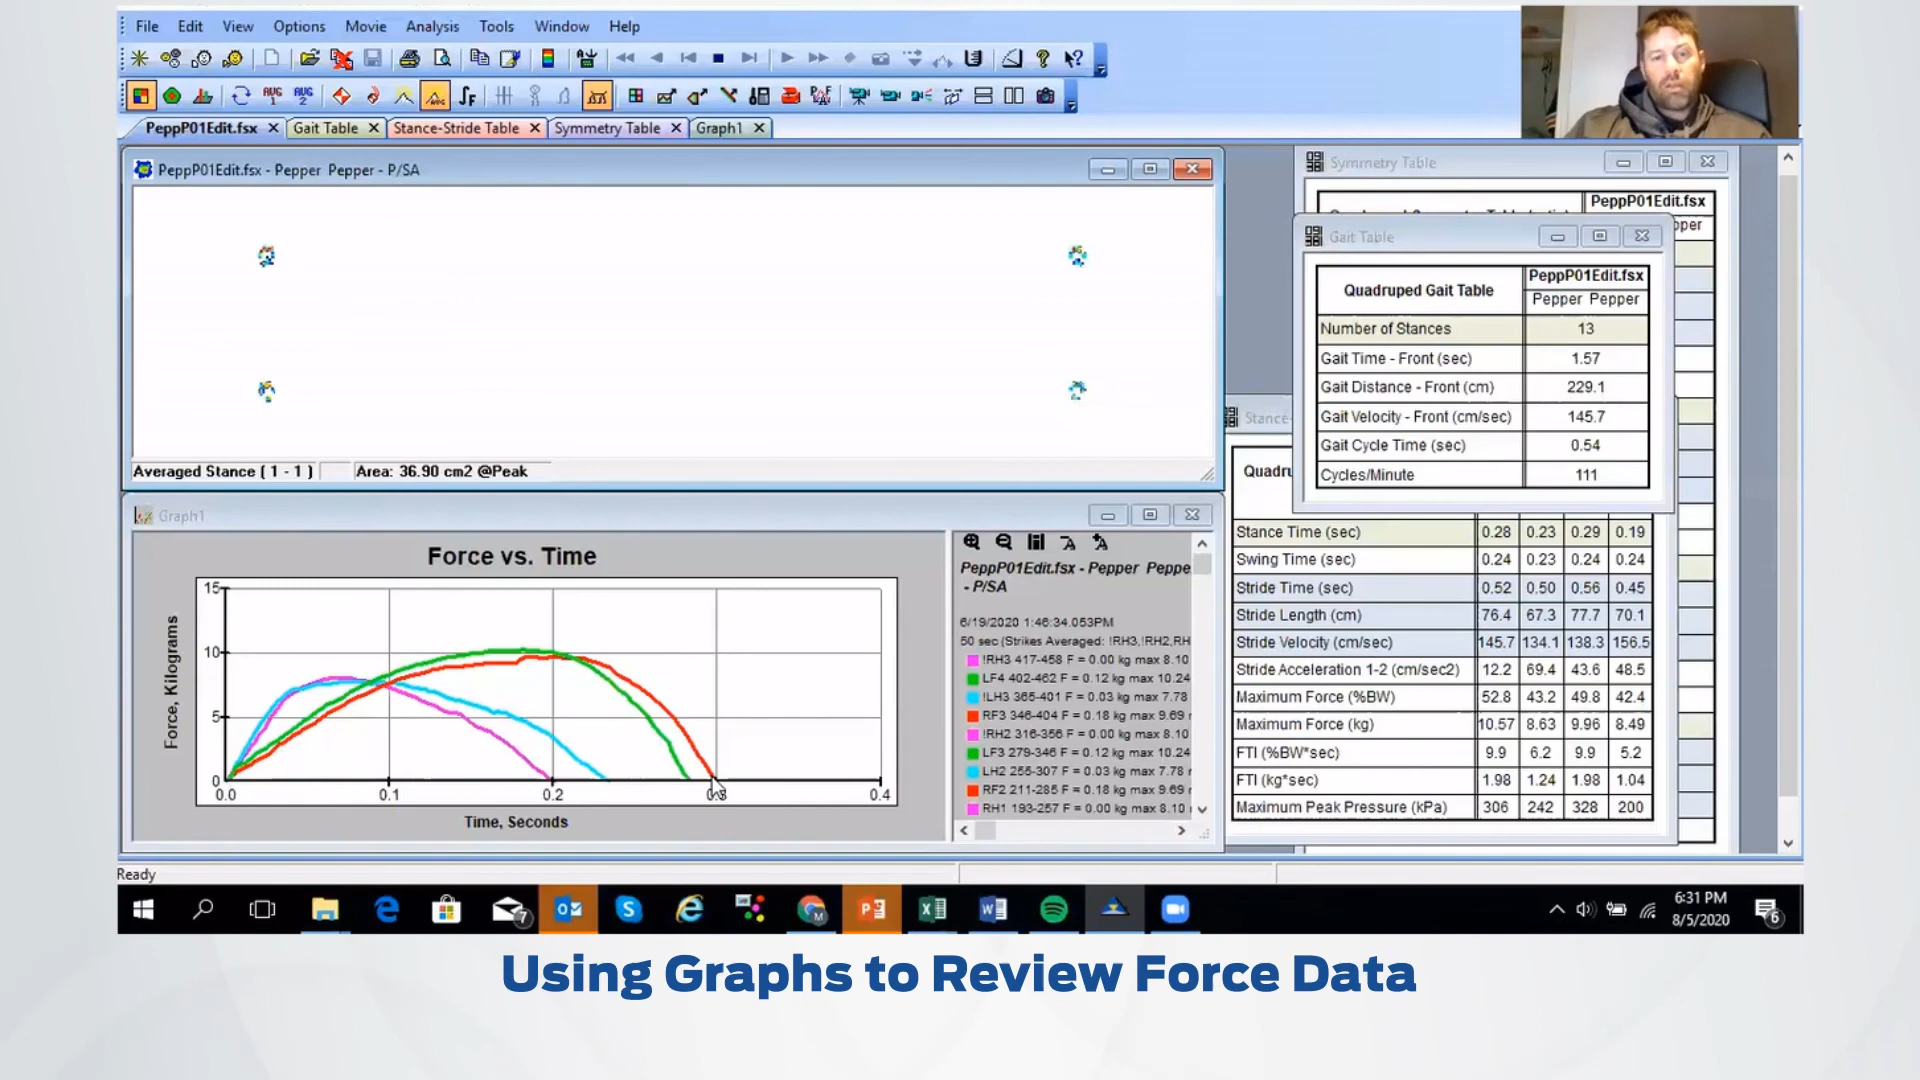 File Edit View Options Movie Analysis Tools Window Help
PeppP01Edit.fsx Gait Table Stance-Stride Table Symmetry Table Graph1
PeppP01Edit.fsx - Pepper Pepper - P/SA
Averaged Stance ( 1 - 1 ) Area: 36.90 cm2 @Peak
Symmetry Table
PeppP01Edit.fsx
Gait Table
Quadruped Gait Table PeppP01Edit.fsx
Pepper Pepper
Number of Stances 13
Gait Time - Front (sec) 1.57
Gait Distance - Front (cm) 229.1
Gait Velocity - Front (cm/sec) 145.7
Gait Cycle Time (sec) 0.54
Cycles/Minute 111
Stance-
Quadru
Stance Time (sec) 0.28 0.23 0.29 0.19
Swing Time (sec) 0.24 0.23 0.24 0.24
Stride Time (sec) 0.52 0.50 0.56 0.45
Stride Length (cm) 76.4 67.3 77.7 70.1
Stride Velocity (cm/sec) 145.7 134.1 138.3 156.5
Stride Acceleration 1-2 (cm/sec2) 12.2 69.4 43.6 48.5
Maximum Force (%BW) 52.8 43.2 49.8 42.4
Maximum Force (kg) 10.57 8.63 9.96 8.49
FTI (%BW*sec) 9.9 6.2 9.9 5.2
FTI (kg*sec) 1.98 1.24 1.98 1.04
Maximum Peak Pressure (kPa) 306 242 328 200
Graph1
Force vs. Time
Force, Kilograms
15
10
5
0
0.0 0.1 0.2 0.3 0.4
Time, Seconds
PeppP01Edit.fsx - Pepper Peppe
- P/SA
6/19/2020 1:46:34.053PM
50 sec (Strikes Averaged: !RH3,!RH2,RH
!RH3 417-458 F = 0.00 kg max 8.10
LF4 402-462 F = 0.12 kg max 10.24
!LH3 365-401 F = 0.03 kg max 7.78
RF3 346-404 F = 0.18 kg max 9.69
!RH2 316-356 F = 0.00 kg max 8.10
LF3 279-346 F = 0.12 kg max 10.24
LH2 255-307 F = 0.03 kg max 7.78
RF2 211-285 F = 0.18 kg max 9.69
RH1 193-257 F = 0.00 kg max 8.10
Ready
6:31 PM
8/5/2020
Using Graphs to Review Force Data